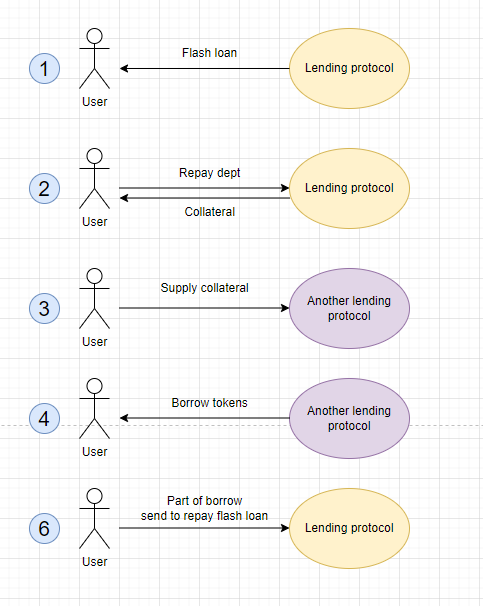 1
Flash loan
Lending protocol
User
2
Repay dept
Collateral
Lending protocol
User
3
Supply collateral
Another lending
protocol
User
4
Borrow tokens
Another lending
protocol
User
6
Part of borrow
send to repay flash loan
Lending protocol
User